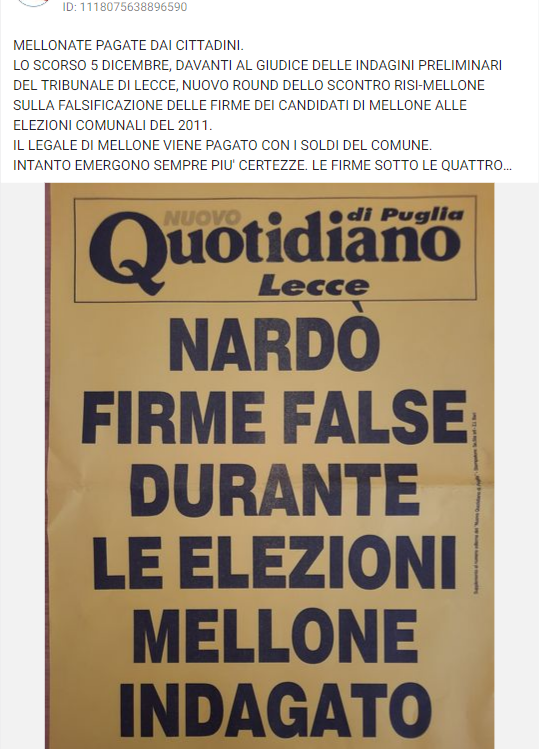 ID: 1118075638896590
MELLONATE PAGATE DAI CITTADINI.
LO SCORSO 5 DICEMBRE, DAVANTI AL GIUDICE DELLE INDAGINI PRELIMINARI
DEL TRIBUNALE DI LECCE, NUOVO ROUND DELLO SCONTRO RISI-MELLONE
SULLA FALSIFICAZIONE DELLE FIRME DEI CANDIDATI DI MELLONE ALLE
ELEZIONI COMUNALI DEL 2011.
IL LEGALE DI MELLONE VIENE PAGATO CON I SOLDI DEL COMUNE.
INTANTO EMERGONO SEMPRE PIU' CERTEZZE. LE FIRME SOTTO LE QUATTRO...
NUOVO
di Puglia
Quotidiano
Lecce
NARDÒ
FIRME FALSE
DURANTE
LE ELEZIONI
MELLONE
INDAGATO